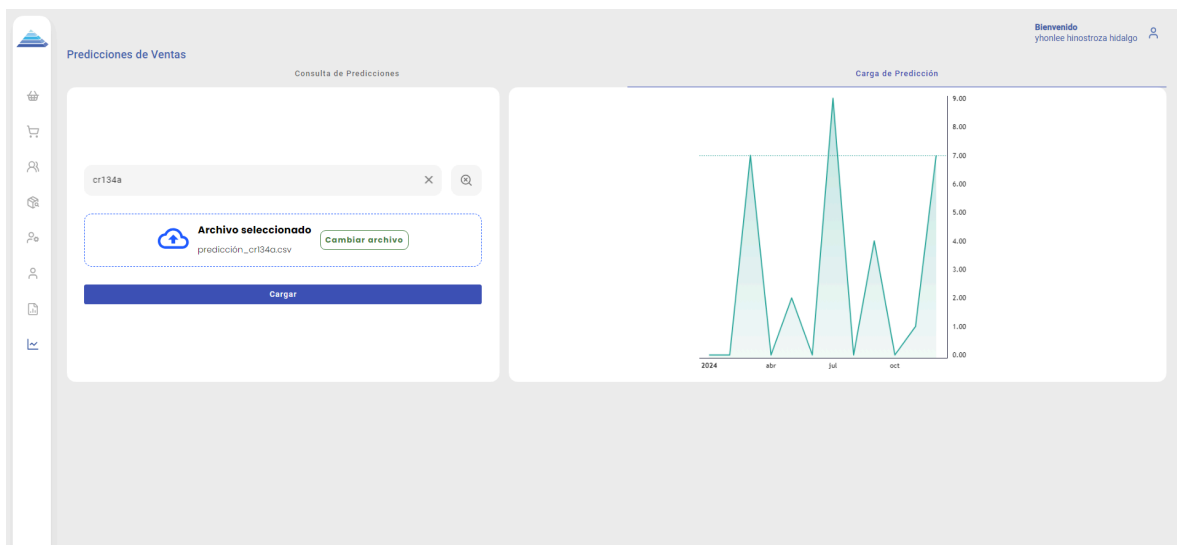 Bienvenido
yhonlee hinostroza hidalgo
Predicciones de Ventas
Consulta de Predicciones
Carga de Predicción
cr134a
Archivo seleccionado
predicción_cr134a.csv
Cambiar archivo
Cargar
9.00
8.00
7.00
6.00
5.00
4.00
3.00
2.00
1.00
0.00
2024 abr jul oct